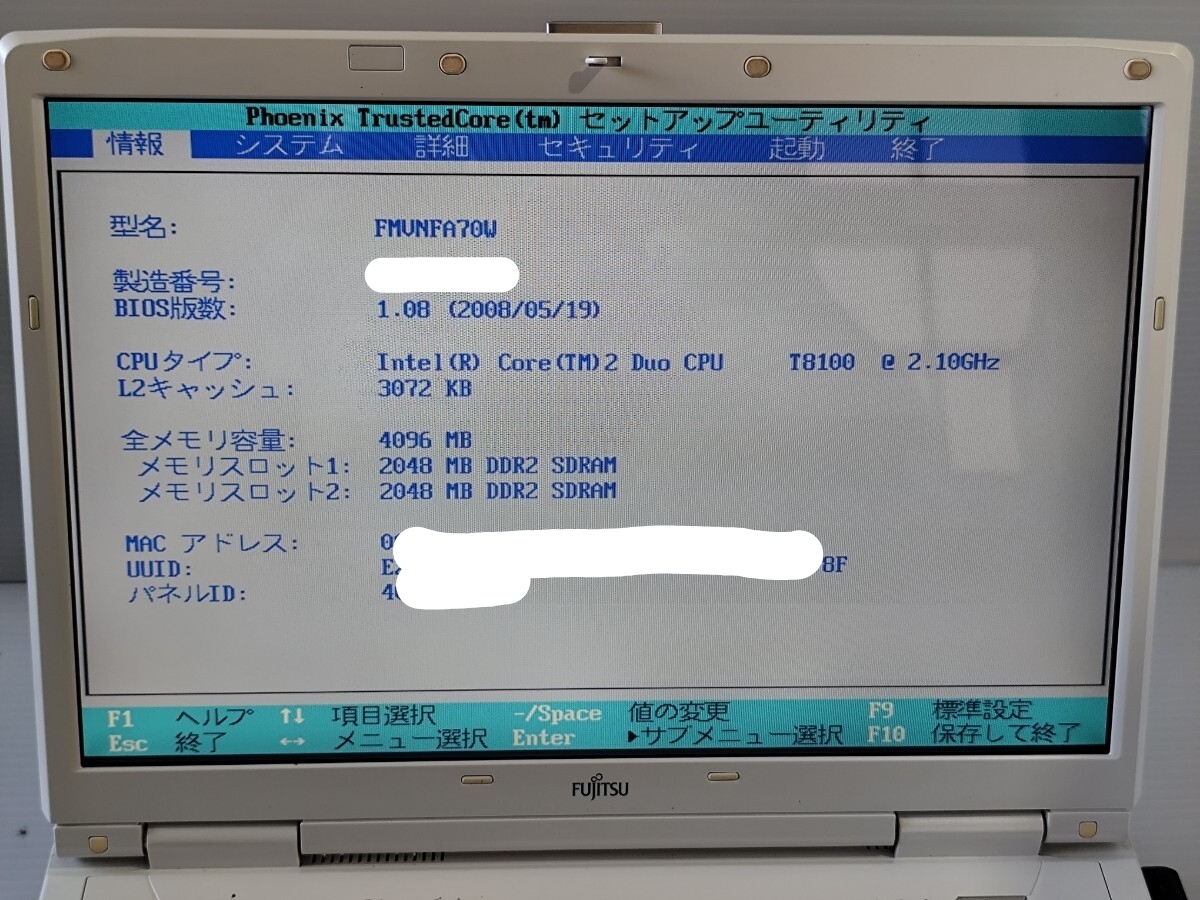 Phoenix TrustedCore(tm) セットアップユーティリティ
情報 システム 詳細 セキュリティ 起動 終了
型名: FMVNFA70W
製造番号:
BIOS版数: 1.08 (2008/05/19)
CPUタイプ: Intel(R) Core(TM)2 Duo CPU T8100 @ 2.10GHz
L2キャッシュ: 3072 KB
全メモリ容量: 4096 MB
メモリスロット1: 2048 MB DDR2 SDRAM
メモリスロット2: 2048 MB DDR2 SDRAM
MAC アドレス:
UUID: 8F
パネルID:
F1 ヘルプ ↑↓ 項目選択 -/Space 値の変更 F9 標準設定
Esc 終了 ←→ メニュー選択 Enter ▶サブメニュー選択 F10 保存して終了
FUJITSU